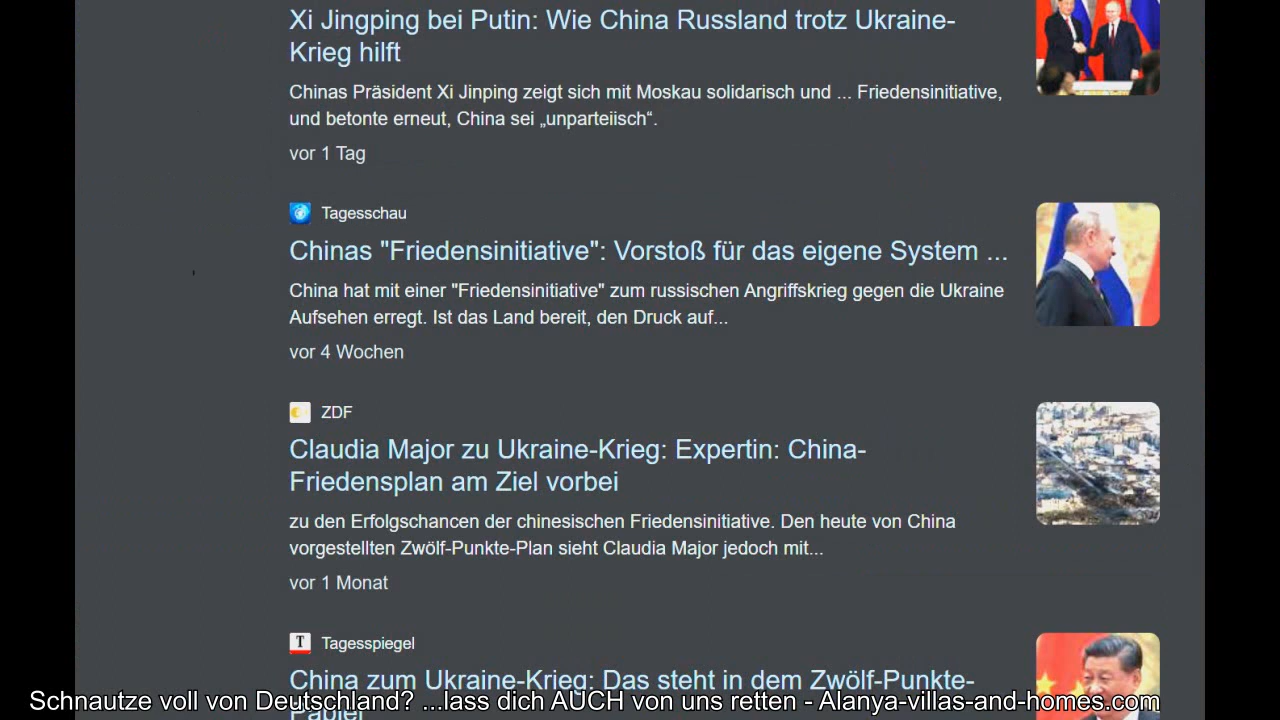 Xi Jingping bei Putin: Wie China Russland trotz Ukraine-
Krieg hilft
Chinas Präsident Xi Jinping zeigt sich mit Moskau solidarisch und ... Friedensinitiative,
und betonte erneut, China sei „unparteiisch“.
vor 1 Tag
Tagesschau
Chinas "Friedensinitiative": Vorstoß für das eigene System ...
China hat mit einer "Friedensinitiative" zum russischen Angriffskrieg gegen die Ukraine
Aufsehen erregt. Ist das Land bereit, den Druck auf...
vor 4 Wochen
ZDF
Claudia Major zu Ukraine-Krieg: Expertin: China-
Friedensplan am Ziel vorbei
zu den Erfolgschancen der chinesischen Friedensinitiative. Den heute von China
vorgestellten Zwölf-Punkte-Plan sieht Claudia Major jedoch mit...
vor 1 Monat
T Tagesspiegel
China zum Ukraine-Krieg: Das steht in dem Zwölf-Punkte-
Papier
Schnautze voll von Deutschland? ...lass dich AUCH von uns retten - Alanya-villas-and-homes.com